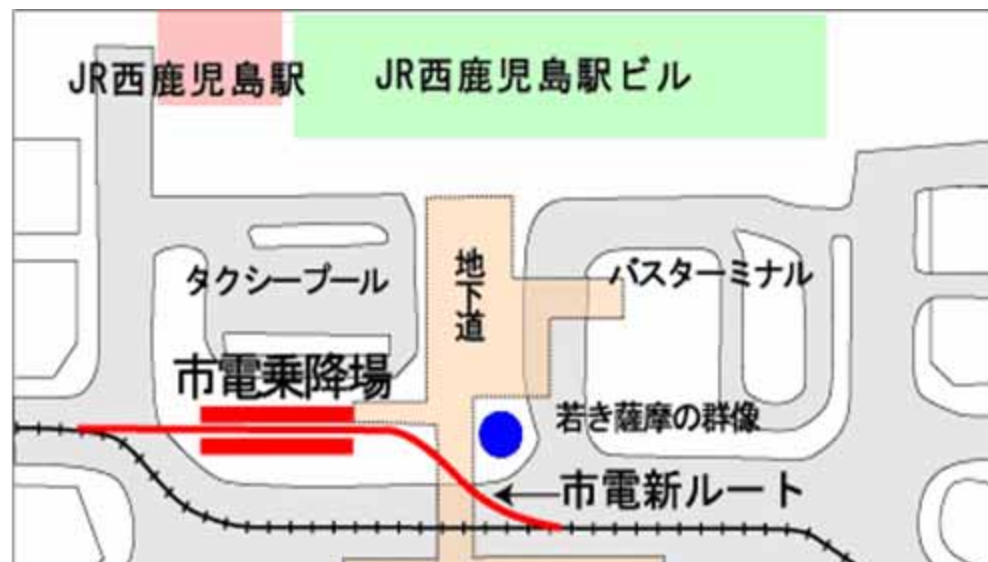 JR西鹿児島駅
JR西鹿児島駅ビル
タクシープール
地下道
バスターミナル
市電乗降場
若き薩摩の群像
市電新ルート